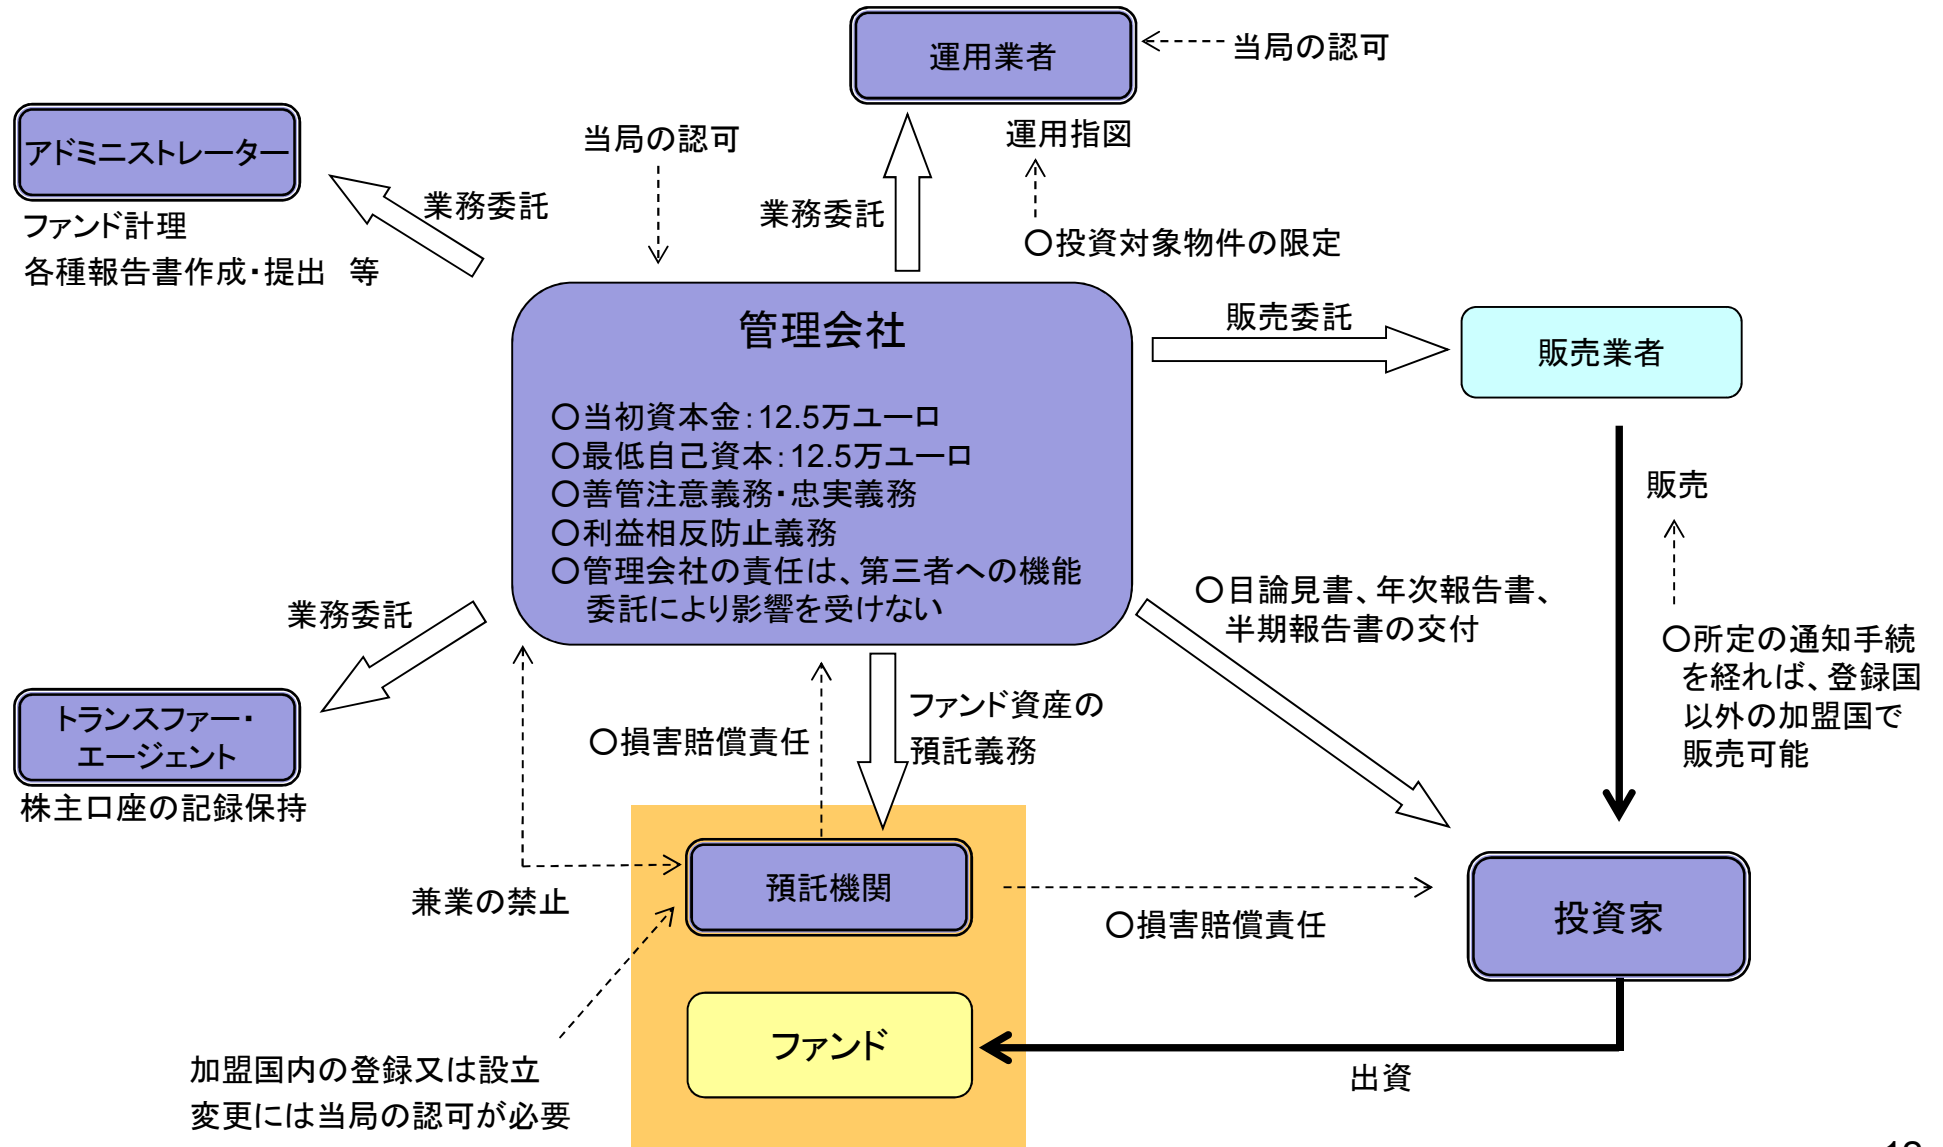 運用業者
当局の認可
アドミニストレーター
当局の認可
運用指図
業務委託
業務委託
ファンド計理
各種報告書作成・提出　等
〇投資対象物件の限定
管理会社
販売委託
販売業者
〇当初資本金：12.5万ユーロ
〇最低自己資本：12.5万ユーロ
〇善管注意義務・忠実義務
〇利益相反防止義務
〇管理会社の責任は、第三者への機能
委託により影響を受けない
販売
業務委託
〇目論見書、年次報告書、
半期報告書の交付
〇所定の通知手続
を経れば、登録国
以外の加盟国で
販売可能
トランスファー・
エージェント
株主口座の記録保持
〇損害賠償責任
ファンド資産の
預託義務
兼業の禁止
預託機関
〇損害賠償責任
投資家
ファンド
出資
加盟国内の登録又は設立
変更には当局の認可が必要